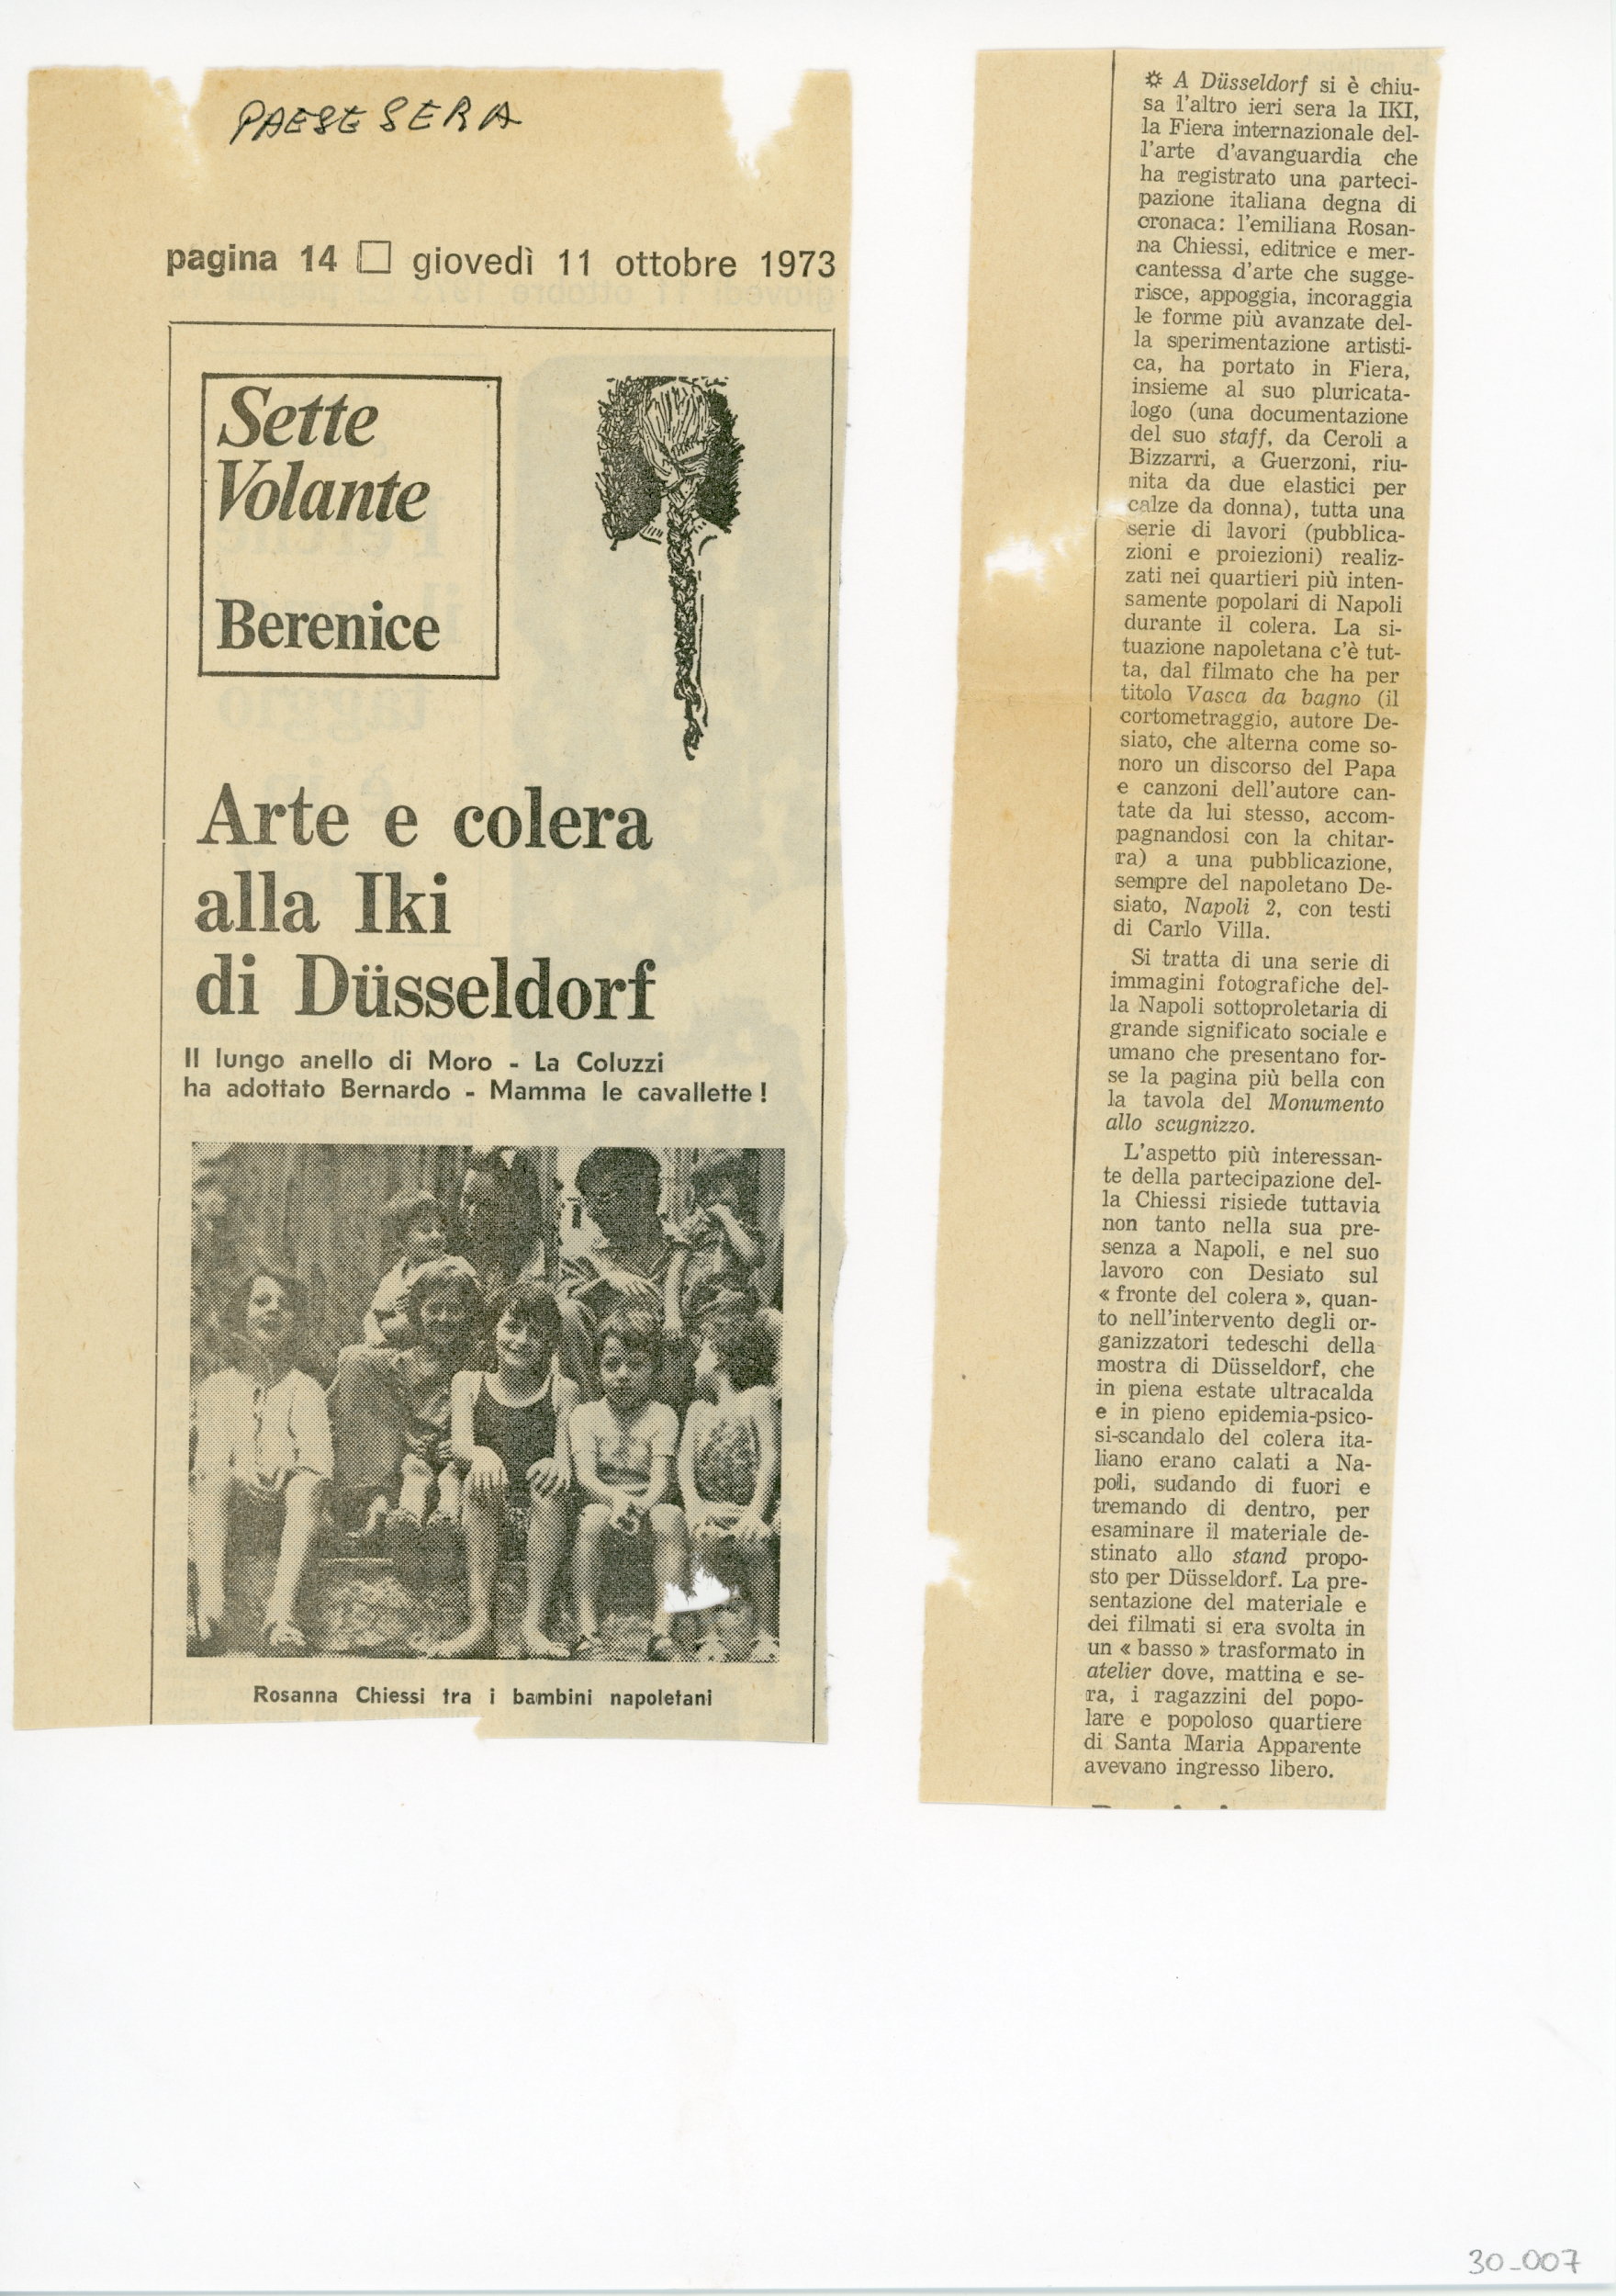 PAESE SERA
pagina 14 □ giovedì 11 ottobre 1973
Sette
Volante
Berenice
Arte e colera
alla Iki
di Düsseldorf
Il lungo anello di Moro - La Coluzzi
ha adottato Bernardo - Mamma le cavallette !
Rosanna Chiessi tra i bambini napoletani
☼ A Düsseldorf si è chiu-
sa l'altro ieri sera la IKI,
la Fiera internazionale del-
l'arte d'avanguardia che
ha registrato una parteci-
pazione italiana degna di
cronaca: l'emiliana Rosan-
na Chiessi, editrice e mer-
cantessa d'arte che sugge-
risce, appoggia, incoraggia
le forme più avanzate del-
la sperimentazione artisti-
ca, ha portato in Fiera,
insieme al suo pluricata-
logo (una documentazione
del suo staff, da Ceroli a
Bizzarri, a Guerzoni, riu-
nita da due elastici per
calze da donna), tutta una
serie di lavori (pubblica-
zioni e proiezioni) realiz-
zati nei quartieri più inten-
samente popolari di Napoli
durante il colera. La si-
tuazione napoletana c'è tut-
ta, dal filmato che ha per
titolo Vasca da bagno (il
cortometraggio, autore De-
siato, che alterna come so-
noro un discorso del Papa
e canzoni dell'autore can-
tate da lui stesso, accom-
pagnandosi con la chitar-
ra) a una pubblicazione,
sempre del napoletano De-
siato, Napoli 2, con testi
di Carlo Villa.
Si tratta di una serie di
immagini fotografiche del-
la Napoli sottoproletaria di
grande significato sociale e
umano che presentano for-
se la pagina più bella con
la tavola del Monumento
allo scugnizzo.
L'aspetto più interessan-
te della partecipazione del-
la Chiessi risiede tuttavia
non tanto nella sua pre-
senza a Napoli, e nel suo
lavoro con Desiato sul
« fronte del colera », quan-
to nell'intervento degli or-
ganizzatori tedeschi della
mostra di Düsseldorf, che
in piena estate ultracalda
e in pieno epidemia-psico-
si-scandalo del colera ita-
liano erano calati a Na-
poli, sudando di fuori e
tremando di dentro, per
esaminare il materiale de-
stinato allo stand propo-
sto per Düsseldorf. La pre-
sentazione del materiale e
dei filmati si era svolta in
un « basso » trasformato in
atelier dove, mattina e se-
ra, i ragazzini del popo-
lare e popoloso quartiere
di Santa Maria Apparente
avevano ingresso libero.
30_007